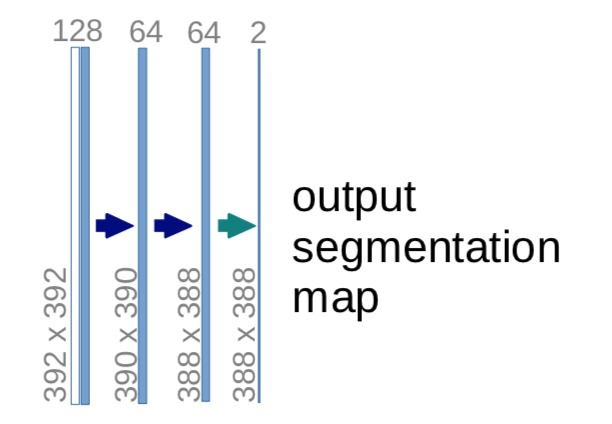 128 64 64 2
output
segmentation
map
392 x 392
390 x 390
388 x 388
388 x 388